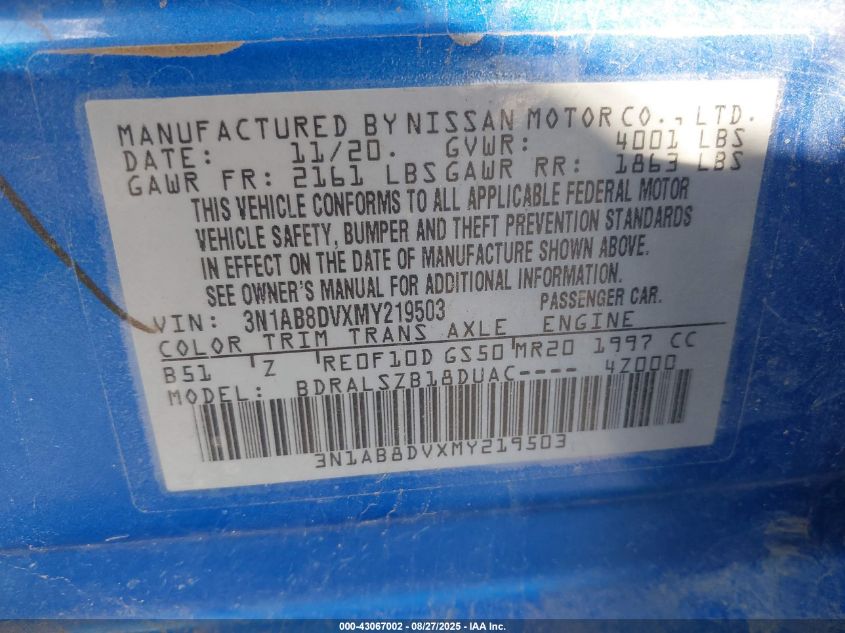 MANUFACTURED BY NISSAN MOTOR CO., LTD.
DATE: 11/20. GVWR: 4001 LBS
GAWR FR: 2161 LBS GAWR RR: 1863 LBS
THIS VEHICLE CONFORMS TO ALL APPLICABLE FEDERAL MOTOR
VEHICLE SAFETY, BUMPER AND THEFT PREVENTION STANDARDS
IN EFFECT ON THE DATE OF MANUFACTURE SHOWN ABOVE.
SEE OWNER'S MANUAL FOR ADDITIONAL INFORMATION.
VIN: 3N1AB8DVXMY219503 PASSENGER CAR.
COLOR TRIM TRANS AXLE ENGINE
B51 Z RE0F10D GS50 MR20 1997 CC
MODEL: BDRALSZB18DUAC---- 4Z000
3N1AB8DVXMY219503
000-43067002 - 08/27/2025 - IAA Inc.